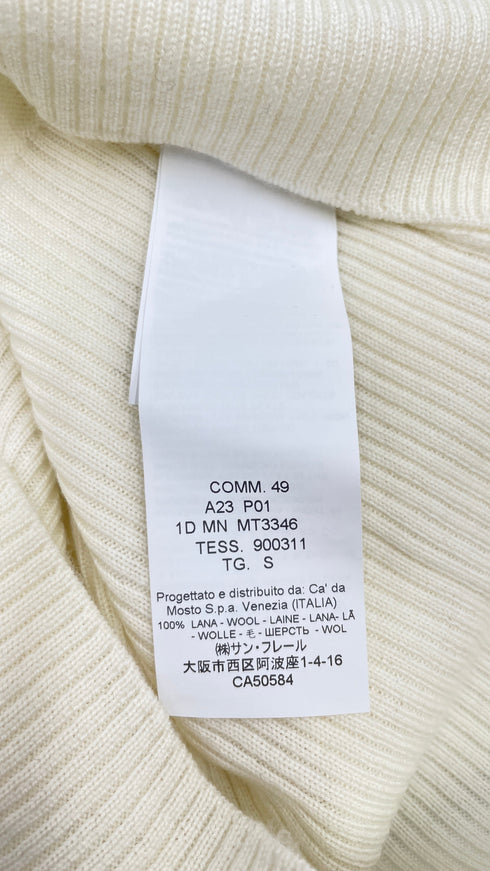 COMM. 49
A23 P01
1D MN MT3346
TESS. 900311
TG. S
Progettato e distribuito da: Ca' da
Mosto S.p.a. Venezia (ITALIA)
100% LANA - WOOL - LAINE - LANA- LÃ
- WOLLE - 毛 - ШЕРСТЬ - WOL
㈱サン・フレール
大阪市西区阿波座1-4-16
CA50584